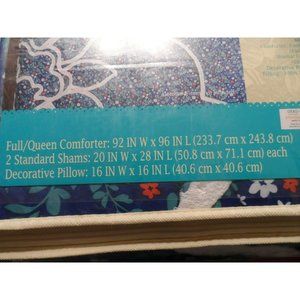 Full/Queen Comforter: 92 IN W x 96 IN L (233.7 cm x 243.8 cm)
2 Standard Shams: 20 IN W x 28 IN L (50.8 cm x 71.1 cm) each
Decorative Pillow: 16 IN W x 16 IN L (40.6 cm x 40.6 cm)